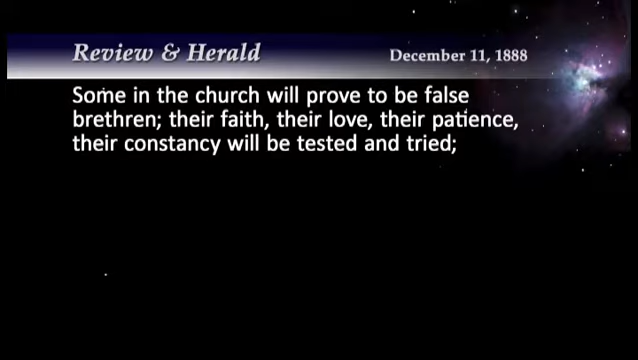 Review & Herald
December 11, 1888
Some in the church will prove to be false
brethren; their faith, their love, their patience,
their constancy will be tested and tried;